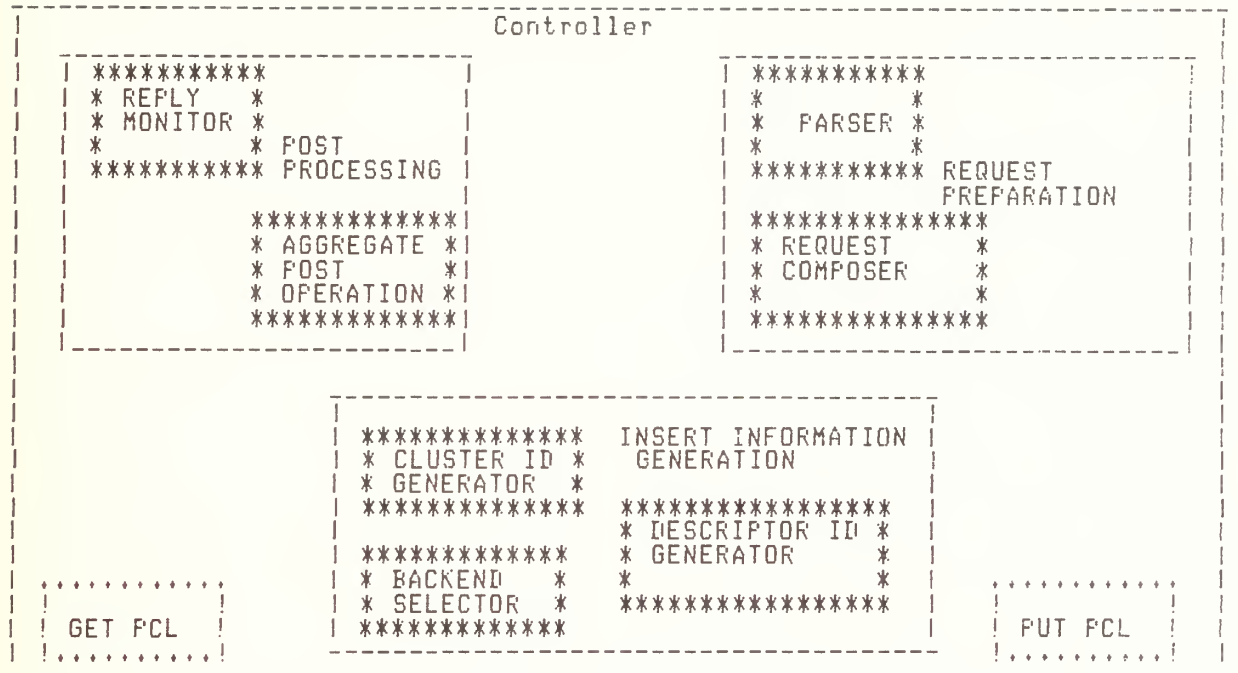 Controller
REPLY
MONITOR
POST
PROCESSING
AGGREGATE
POST
OPERATION
PARSER
REQUEST
PREPARATION
REQUEST
COMPOSER
INSERT INFORMATION
GENERATION
CLUSTER ID
GENERATOR
DESCRIPTOR ID
GENERATOR
BACKEND
SELECTOR
GET PCL
PUT PCL